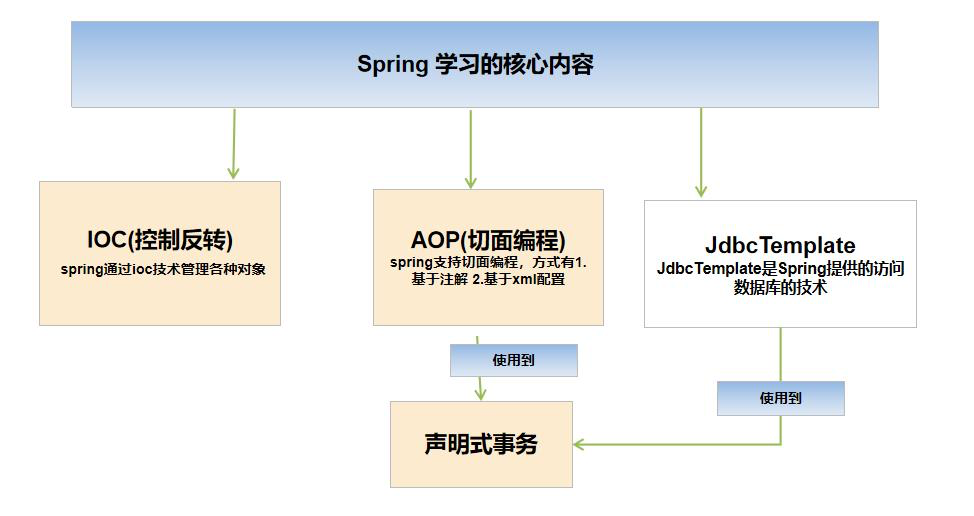 Spring 学习的核心内容
IOC(控制反转)
spring通过ioc技术管理各种对象
AOP(切面编程)
spring支持切面编程，方式有1.
基于注解 2.基于xml配置
JdbcTemplate
JdbcTemplate是Spring提供的访问
数据库的技术
使用到
使用到
声明式事务